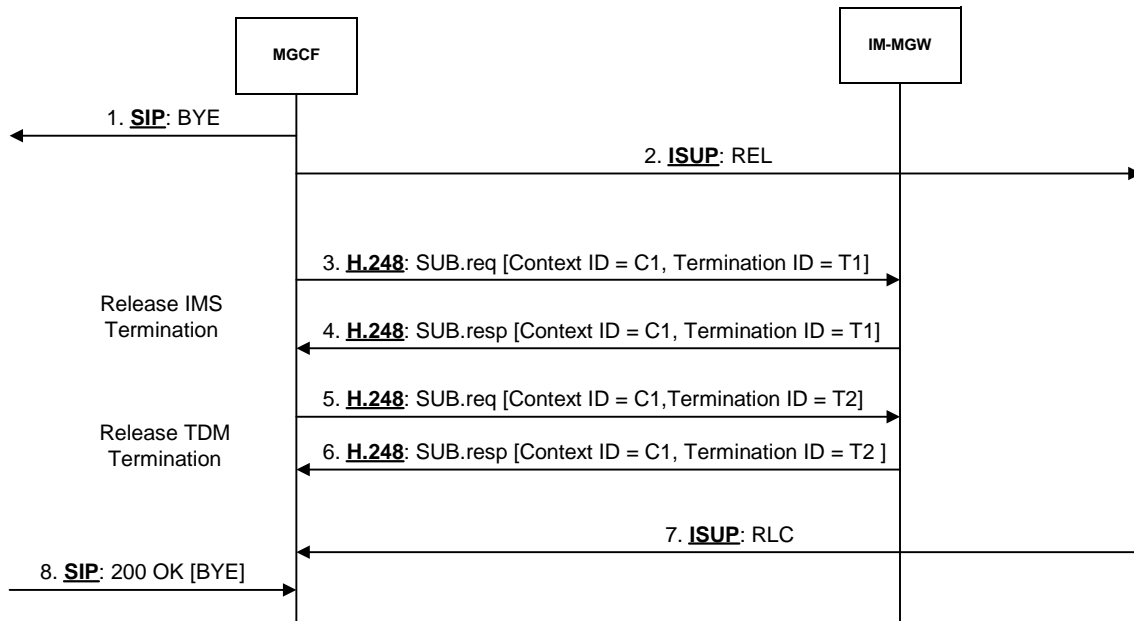 MGCF
IM-MGW
1. SIP: BYE
2. ISUP: REL
3. H.248: SUB.req [Context ID = C1, Termination ID = T1]
Release IMS
Termination
4. H.248: SUB.resp [Context ID = C1, Termination ID = T1]
5. H.248: SUB.req [Context ID = C1,Termination ID = T2]
Release TDM
Termination
6. H.248: SUB.resp [Context ID = C1, Termination ID = T2 ]
7. ISUP: RLC
8. SIP: 200 OK [BYE]